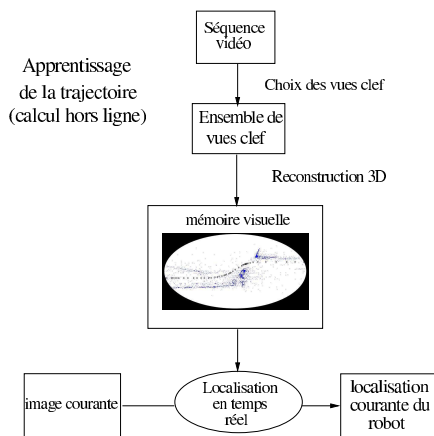 Séquence
vidéo
Apprentissage
de la trajectoire
(calcul hors ligne)
Choix des vues clef
Ensemble de
vues clef
Reconstruction 3D
mémoire visuelle
image courante
Localisation
en temps
réel
localisation
courante du
robot